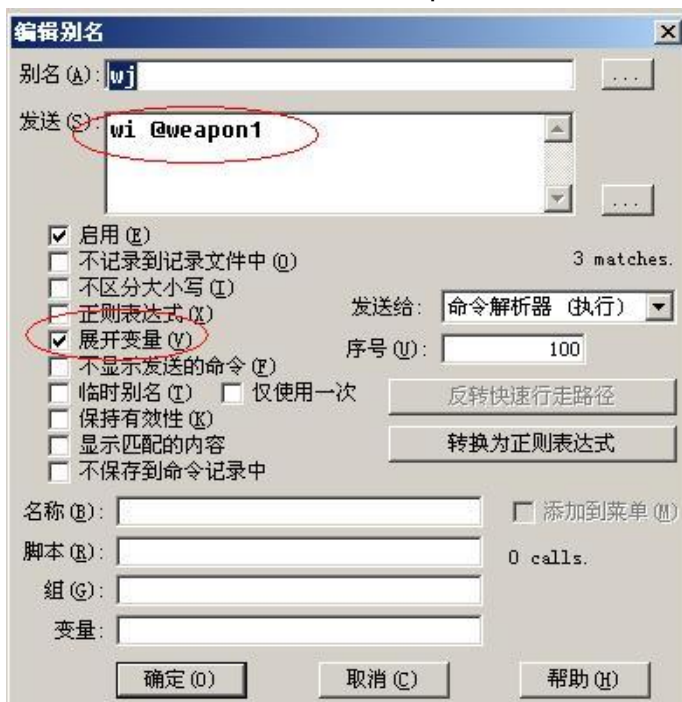 编辑别名
别名(A): wj ...
发送(S): wi @weapon1
...
启用(E)
不记录到记录文件中(O) 3 matches.
不区分大小写(I)
正则表达式(X) 发送给: 命令解析器 (执行)
展开变量(V) 序号(U): 100
不显示发送的命令(F)
临时别名(T) 仅使用一次 反转快速行走路径
保持有效性(K)
显示匹配的内容 转换为正则表达式
不保存到命令记录中
名称(B): 添加到菜单(M)
脚本(R): 0 calls.
组(G):
变量:
确定(O) 取消(C) 帮助(H)